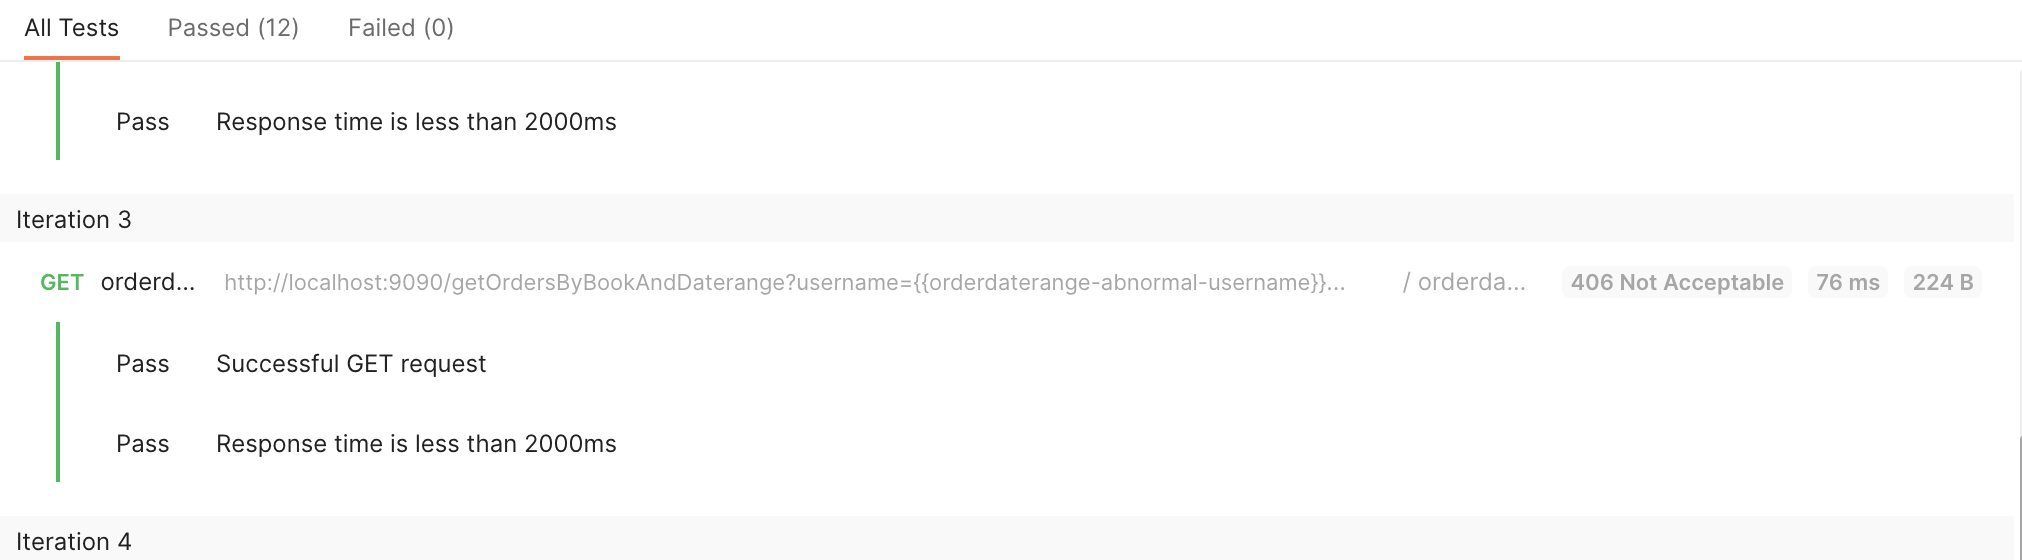 All Tests Passed (12) Failed (0)
Pass Response time is less than 2000ms
Iteration 3
GET orderd... http://localhost:9090/getOrdersByBookAndDaterange?username={{orderdaterange-abnormal-username}}... / orderda... 406 Not Acceptable 76 ms 224 B
Pass Successful GET request
Pass Response time is less than 2000ms
Iteration 4